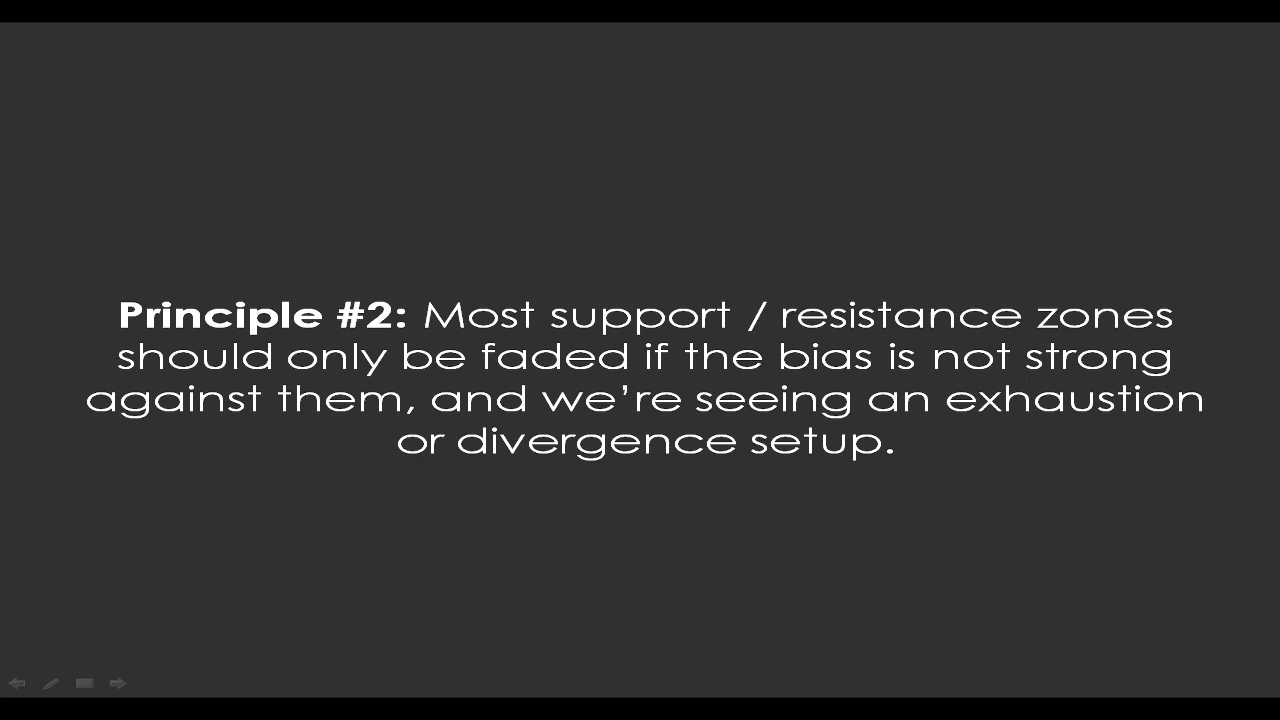 Principle #2: Most support / resistance zones
should only be faded if the bias is not strong
against them, and we’re seeing an exhaustion
or divergence setup.